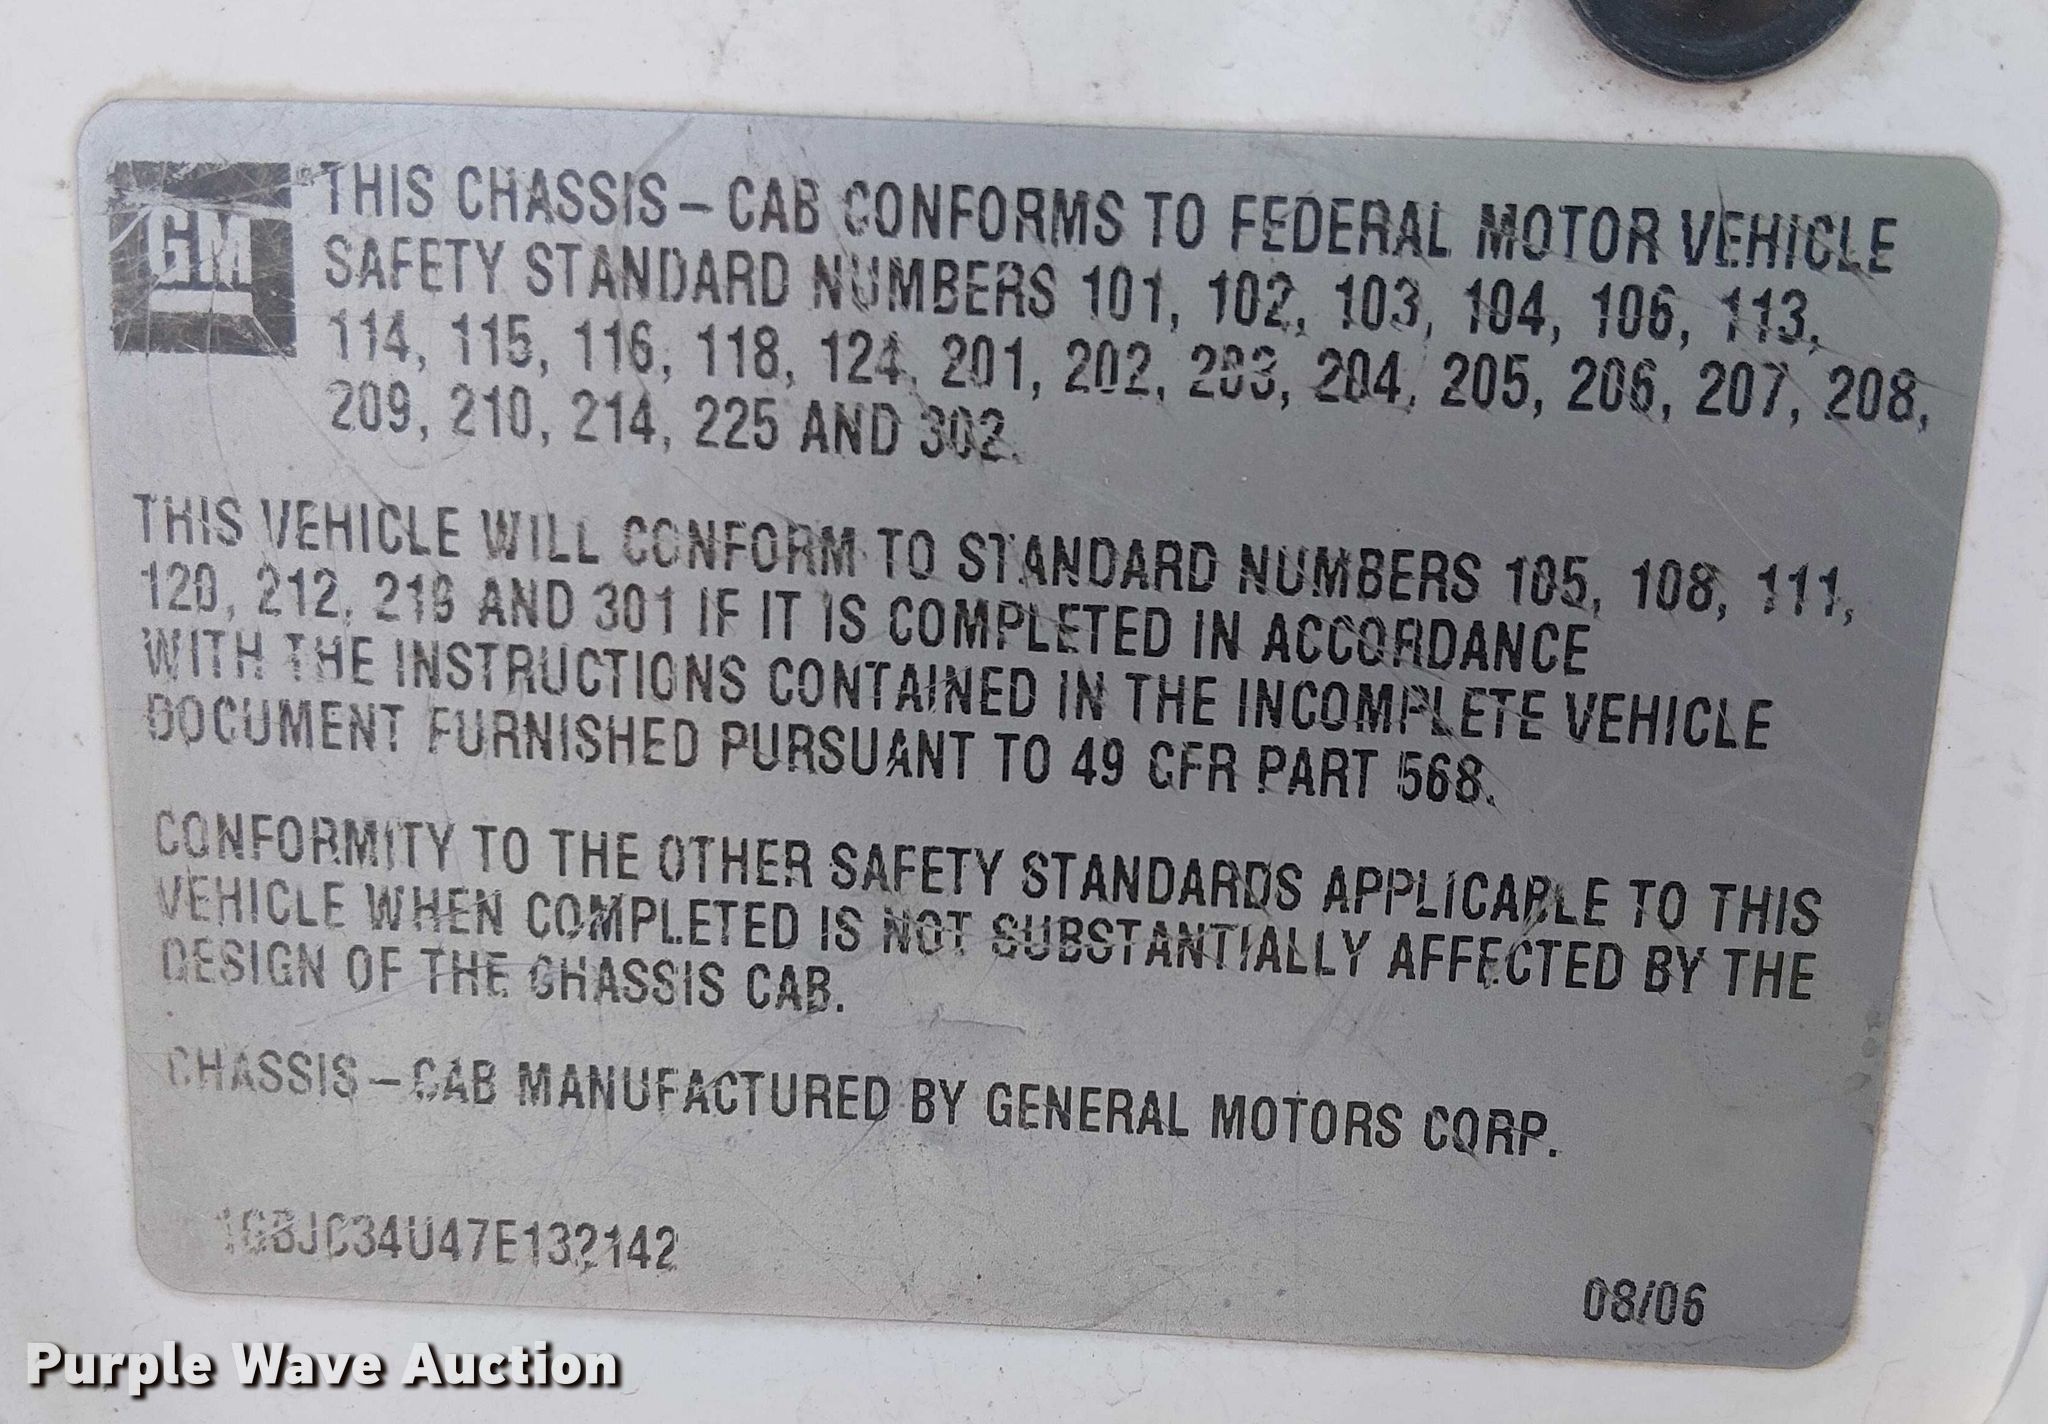 GM
THIS CHASSIS – CAB CONFORMS TO FEDERAL MOTOR VEHICLE
SAFETY STANDARD NUMBERS 101, 102, 103, 104, 106, 113,
114, 115, 116, 118, 124, 201, 202, 203, 204, 205, 206, 207, 208,
209, 210, 214, 225 AND 302.
THIS VEHICLE WILL CONFORM TO STANDARD NUMBERS 105, 108, 111,
120, 212, 219 AND 301 IF IT IS COMPLETED IN ACCORDANCE
WITH THE INSTRUCTIONS CONTAINED IN THE INCOMPLETE VEHICLE
DOCUMENT FURNISHED PURSUANT TO 49 CFR PART 568.
CONFORMITY TO THE OTHER SAFETY STANDARDS APPLICABLE TO THIS
VEHICLE WHEN COMPLETED IS NOT SUBSTANTIALLY AFFECTED BY THE
DESIGN OF THE CHASSIS CAB.
CHASSIS – CAB MANUFACTURED BY GENERAL MOTORS CORP.
1GBJC34U47E132142
08/06
Purple Wave Auction